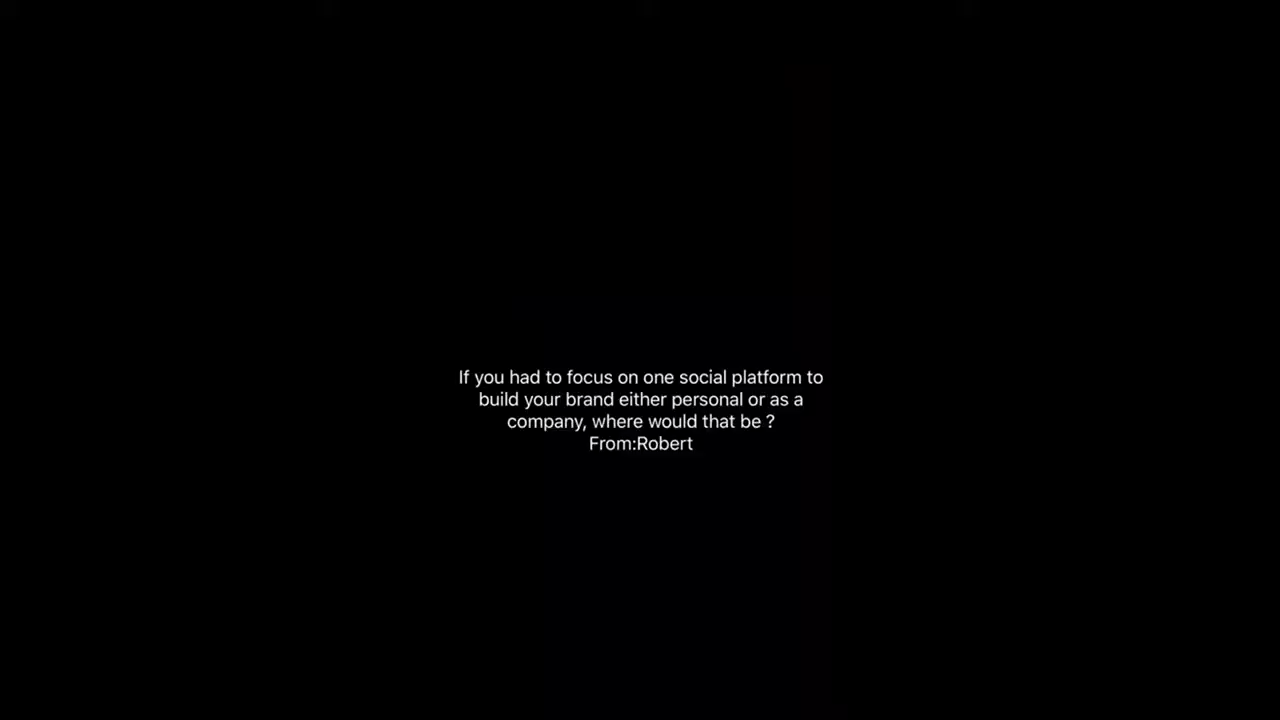 If you had to focus on one social platform to
build your brand either personal or as a
company, where would that be ?
From:Robert